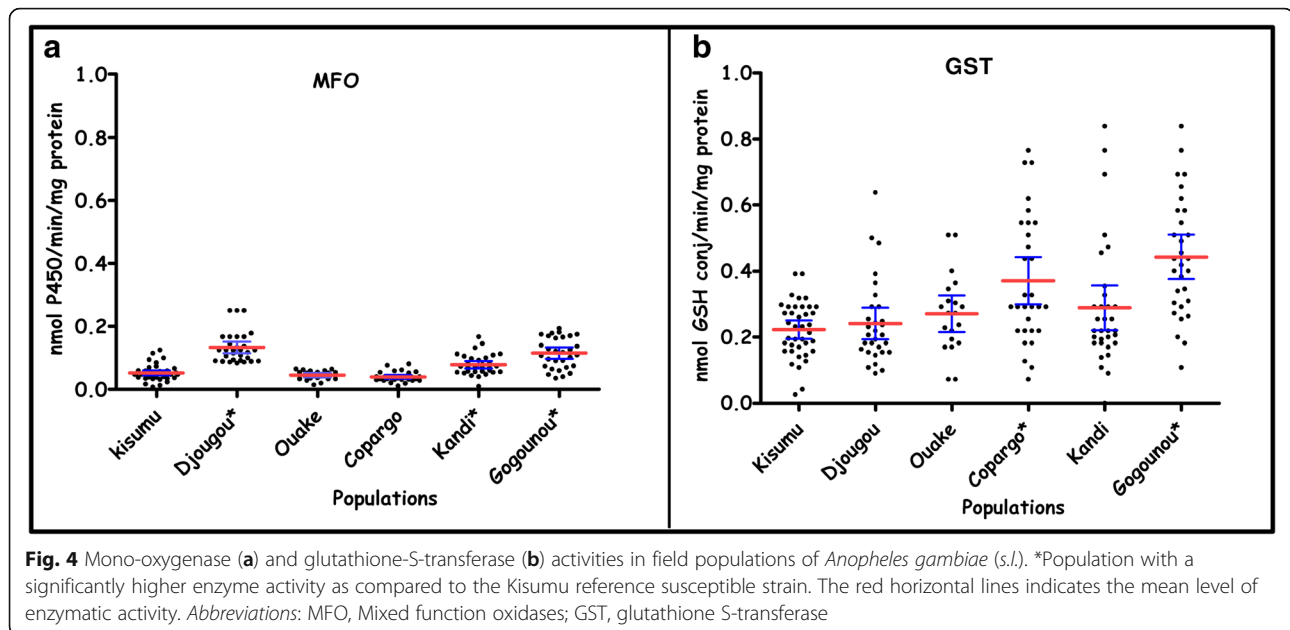 a
MFO
1.0
0.8
0.6
0.4
0.2
0.0
nmol P450/min/mg protein
kisumu
Djougou*
Ouake
Copargo
Kandi*
Gogounou*
Populations
b
GST
1.0
0.8
0.6
0.4
0.2
0.0
nmol GSH conj/min/mg protein
Kisumu
Djougou
Ouake
Copargo*
Kandi
Gogounou*
Populations
Fig. 4 Mono-oxygenase (a) and glutathione-S-transferase (b) activities in field populations of Anopheles gambiae (s.l.). *Population with a
significantly higher enzyme activity as compared to the Kisumu reference susceptible strain. The red horizontal lines indicates the mean level of
enzymatic activity. Abbreviations: MFO, Mixed function oxidases; GST, glutathione S-transferase